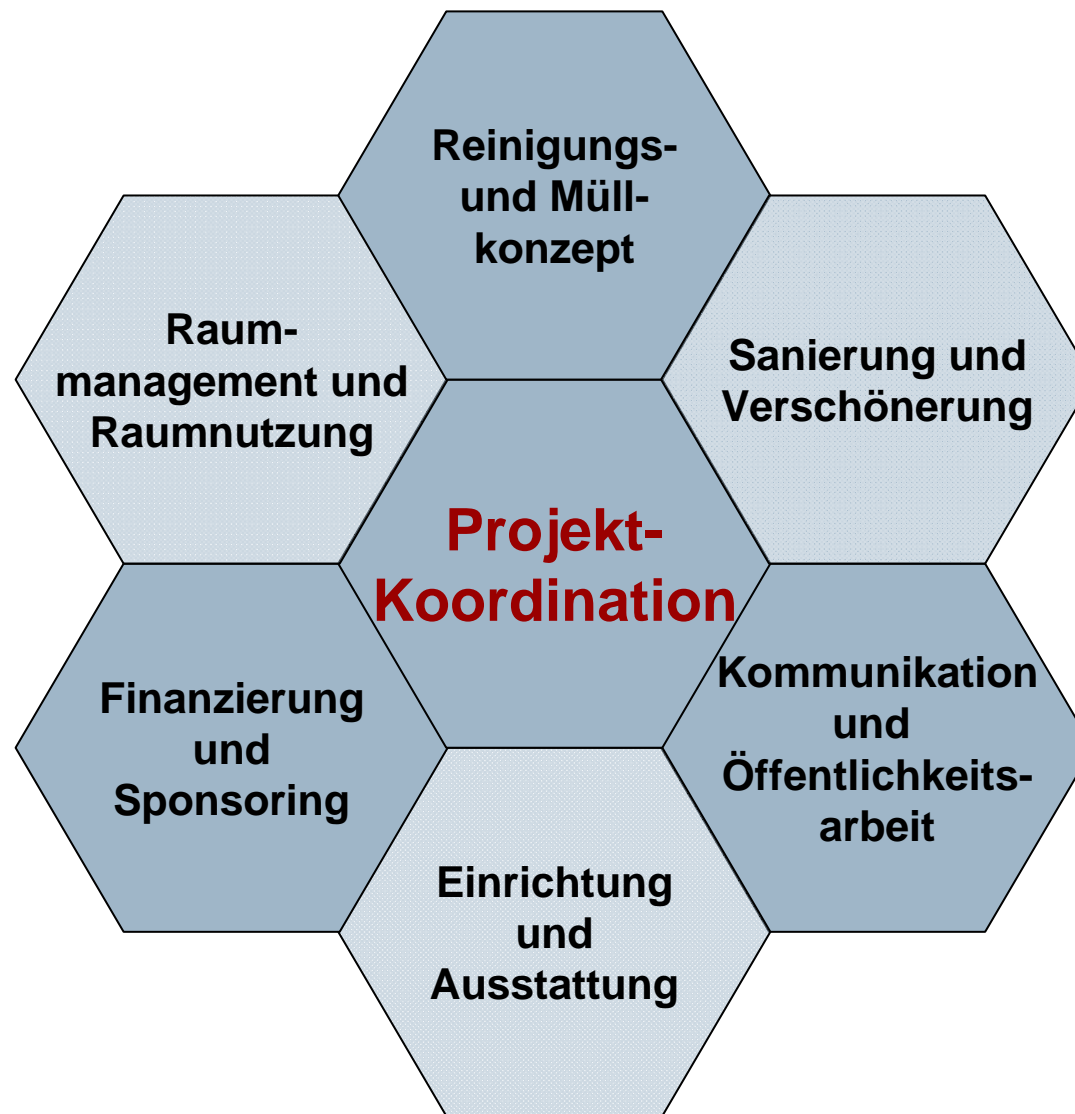 Reinigungs-
und Müll-
konzept
Raum-
management und
Raumnutzung
Sanierung und
Verschönerung
Projekt-
Koordination
Finanzierung
und
Sponsoring
Kommunikation
und
Öffentlichkeits-
arbeit
Einrichtung
und
Ausstattung